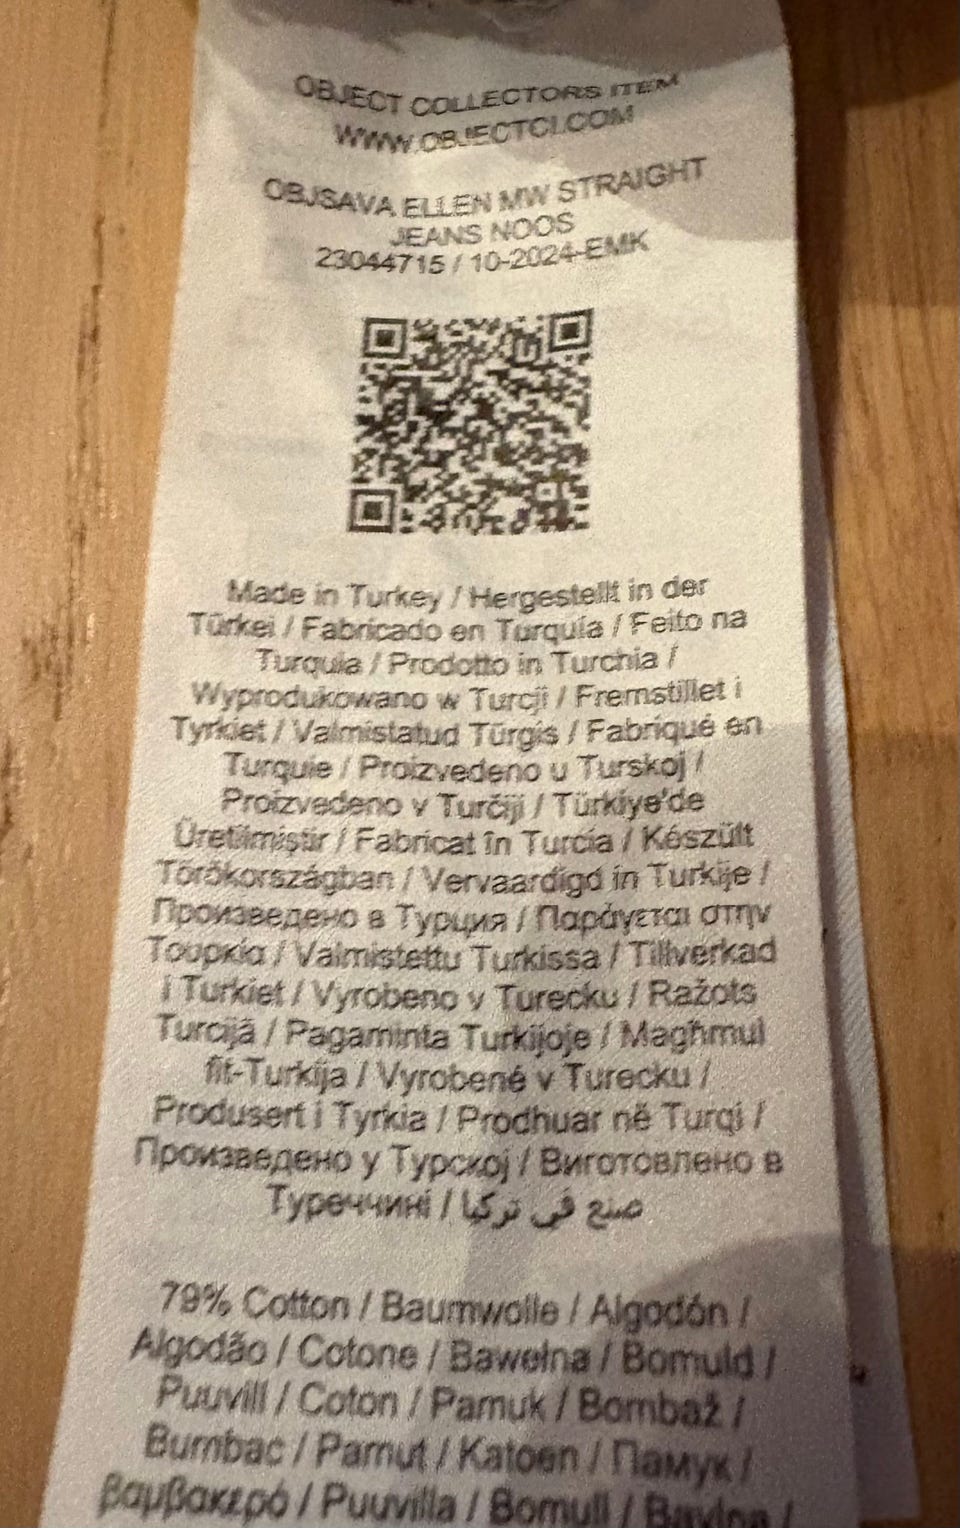 OBJECT COLLECTORS ITEM
WWW.OBJECTCI.COM
OBJSAVA ELLEN MW STRAIGHT
JEANS NOOS
23044715 / 10-2024-EMK
Made in Turkey / Hergestellt in der
Türkei / Fabricado en Turquía / Feito na
Turquia / Prodotto in Turchia /
Wyprodukowano w Turcji / Fremstillet i
Tyrkiet / Valmistatud Türgis / Fabriqué en
Turquie / Proizvedeno u Turskoj /
Proizvedeno v Turčiji / Türkiye'de
Üretilmiştir / Fabricat în Turcia / Készült
Törökországban / Vervaardigd in Turkije /
Произведено в Турция / Παράγεται στην
Τουρκία / Valmistettu Turkissa / Tillverkad
i Turkiet / Vyrobeno v Turecku / Ražots
Turcijā / Pagaminta Turkijoje / Magħmul
fit-Turkija / Vyrobené v Turecku /
Produsert i Tyrkia / Prodhuar në Turqi /
Произведено у Турској / Виготовлено в
Туреччині / صنع في تركيا
79% Cotton / Baumwolle / Algodón /
Algodão / Cotone / Bawełna / Bomuld /
Puuvill / Coton / Pamuk / Bombaž /
Bumbac / Pamut / Katoen / Памук /
βαμβακερό / Puuvilla / Bomull / Bavlna /